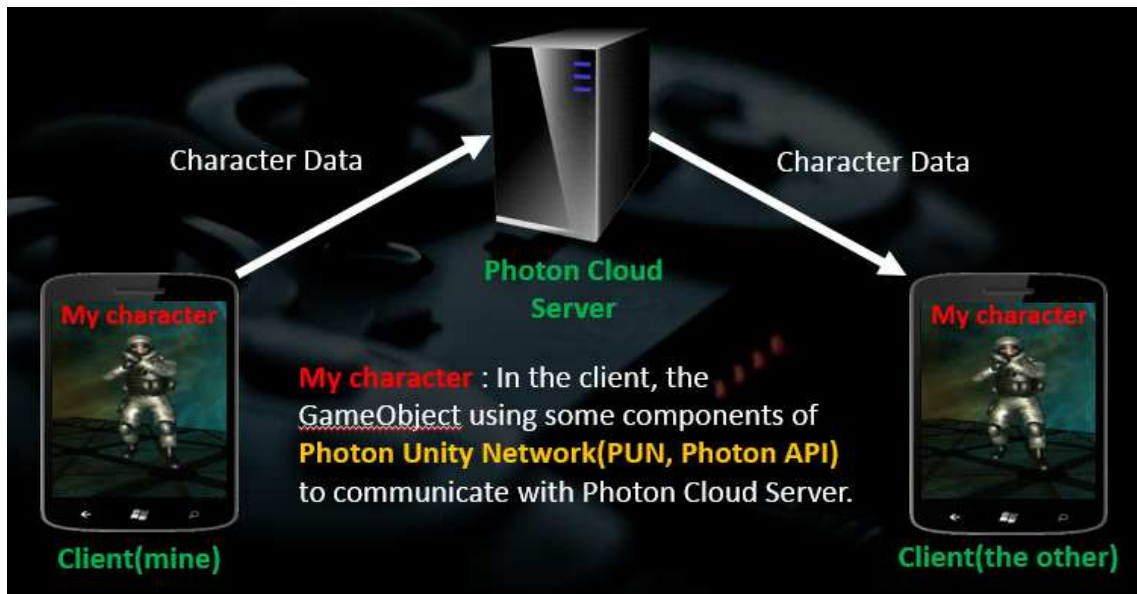 Character Data
Character Data
Photon Cloud
Server
My character
My character
My character : In the client, the
GameObject using some components of
Photon Unity Network(PUN, Photon API)
to communicate with Photon Cloud Server.
Client(mine)
Client(the other)